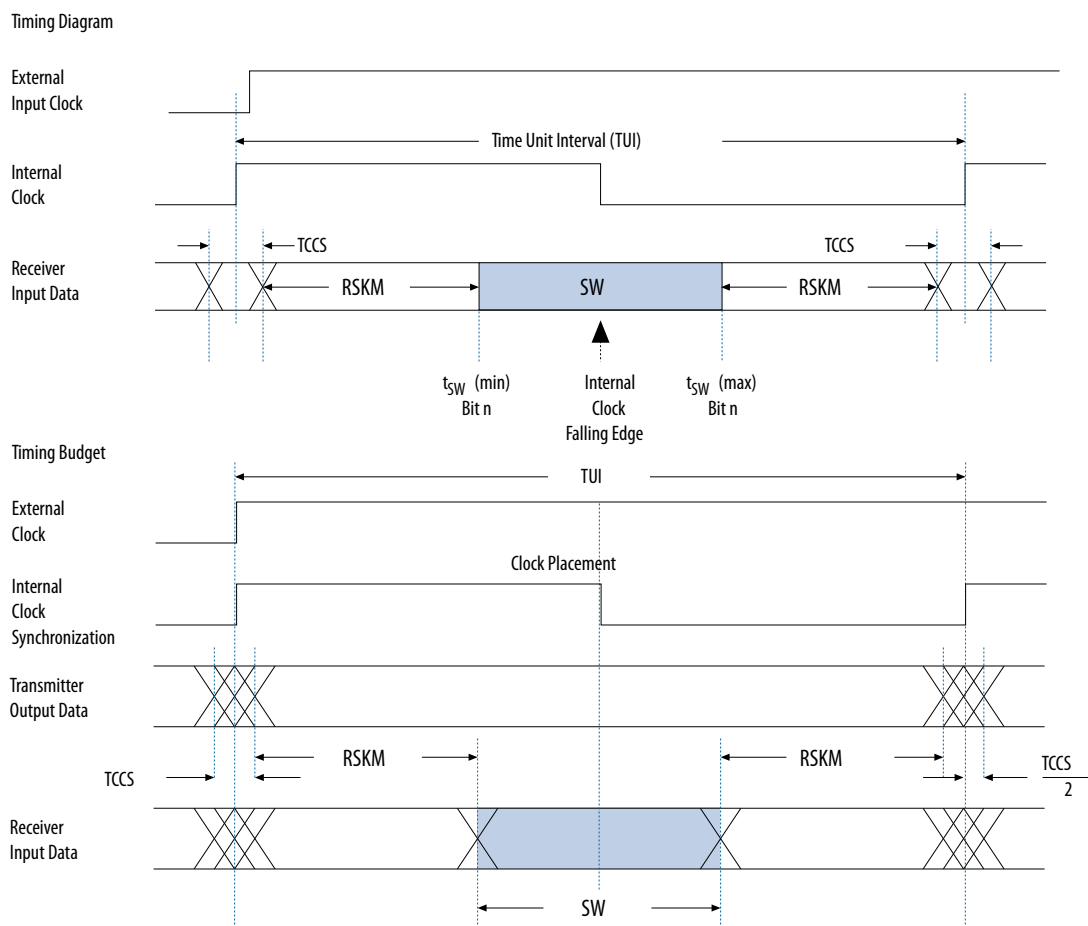 Timing Diagram
External
Input Clock
Time Unit Interval (TUI)
Internal
Clock
TCCS
TCCS
Receiver
Input Data
RSKM
SW
RSKM
tSW (min)
Bit n
Internal
Clock
Falling Edge
tSW (max)
Bit n
Timing Budget
TUI
External
Clock
Clock Placement
Internal
Clock
Synchronization
Transmitter
Output Data
RSKM
RSKM
TCCS
TCCS
2
Receiver
Input Data
SW